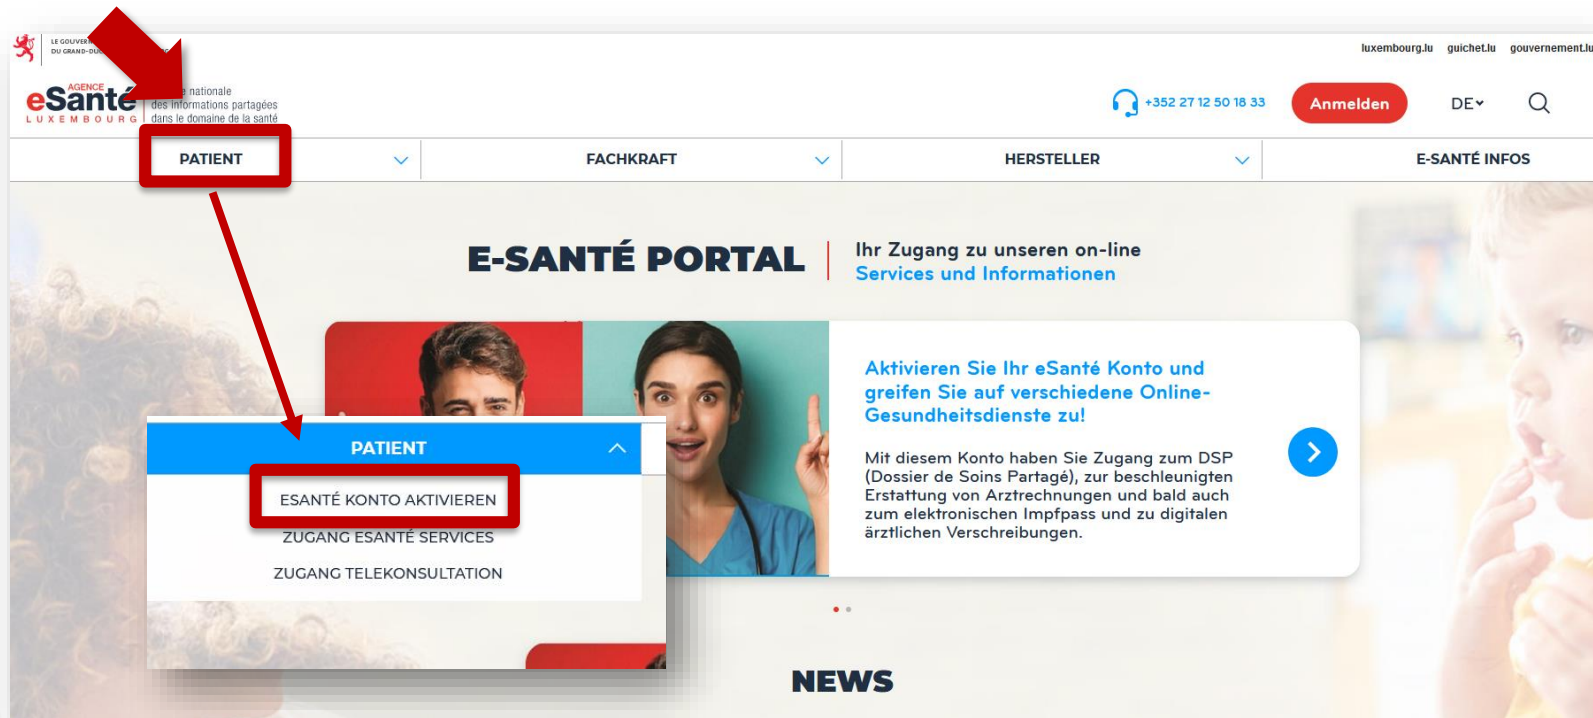 LE GOUVER
DU GRAND-DU
luxembourg.lu guichet.lu gouvernement.lu
AGENCE
eSanté
LUXEMBOURG
nationale
des informations partagées
dans le domaine de la santé
+352 27 12 50 18 33
Anmelden
DE
PATIENT
FACHKRAFT
HERSTELLER
E-SANTÉ INFOS
E-SANTÉ PORTAL
Ihr Zugang zu unseren on-line
Services und Informationen
Aktivieren Sie Ihr eSanté Konto und
greifen Sie auf verschiedene Online-
Gesundheitsdienste zu!
Mit diesem Konto haben Sie Zugang zum DSP
(Dossier de Soins Partagé), zur beschleunigten
Erstattung von Arztrechnungen und bald auch
zum elektronischen Impfpass und zu digitalen
ärztlichen Verschreibungen.
PATIENT
ESANTÉ KONTO AKTIVIEREN
ZUGANG ESANTÉ SERVICES
ZUGANG TELEKONSULTATION
NEWS